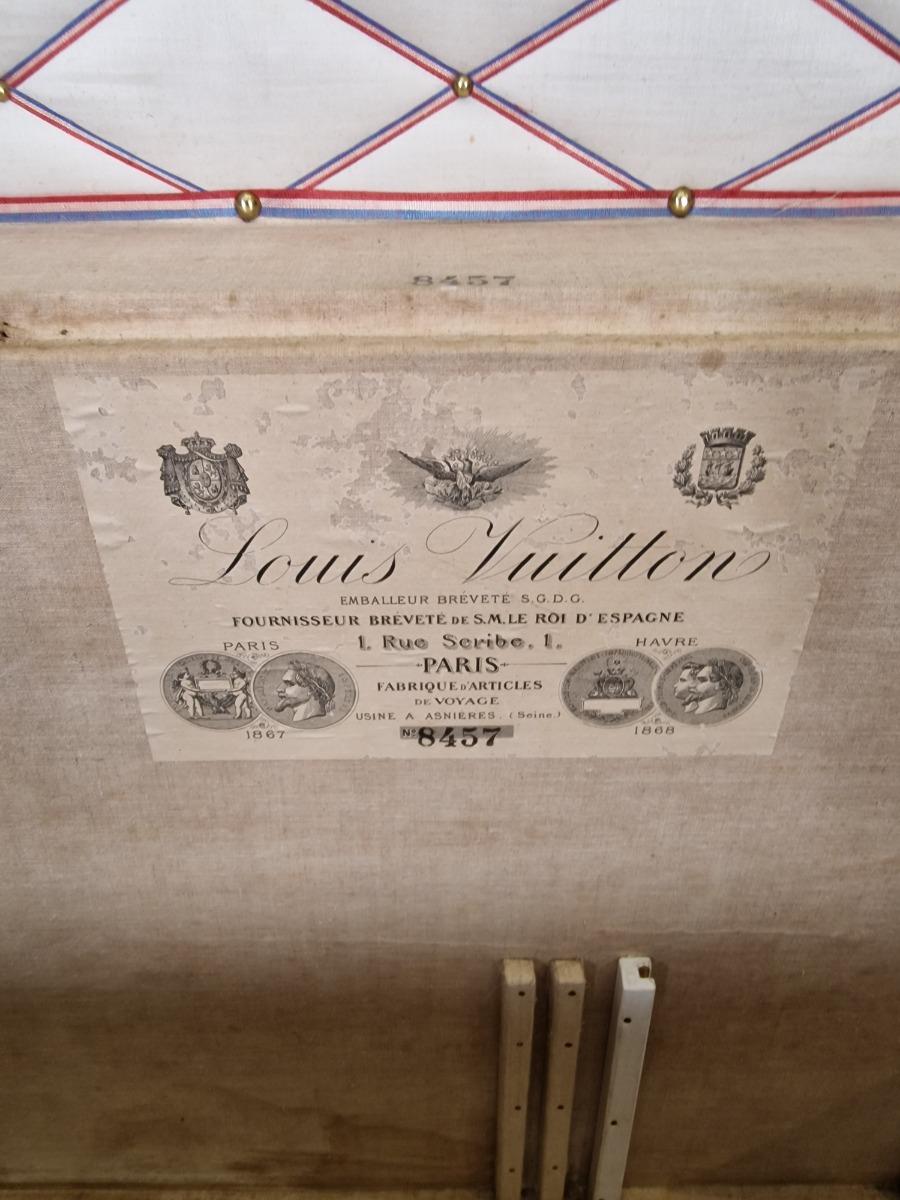 8457
Louis Vuitton
EMBALLEUR BRÉVETÉ S.G.D.G.
FOURNISSEUR BRÉVETÉ DE S.M. LE ROI D'ESPAGNE
1, Rue Scribe, 1.
PARIS
HAVRE
PARIS
FABRIQUE D'ARTICLES
DE VOYAGE
USINE A ASNIÈRES. (Seine.)
1867
Nº 8457
1868